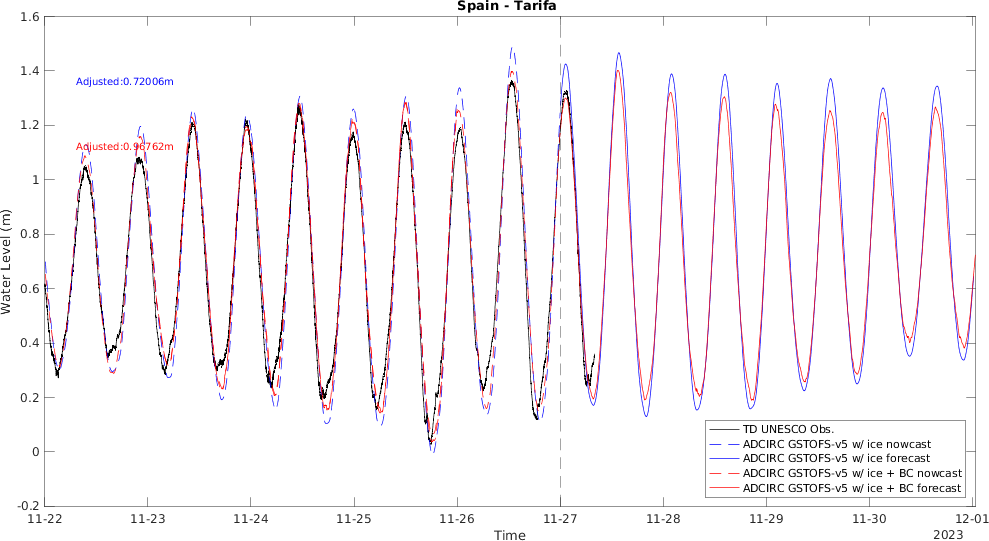 Spain - Tarifa
1.6
1.4
1.2
1
0.8
0.6
0.4
0.2
0
-0.2
Water Level (m)
Adjusted:0.72006m
Adjusted:0.96762m
TD UNESCO Obs.
ADCIRC GSTOFS-v5 w/ ice nowcast
ADCIRC GSTOFS-v5 w/ ice forecast
ADCIRC GSTOFS-v5 w/ ice + BC nowcast
ADCIRC GSTOFS-v5 w/ ice + BC forecast
11-22 11-23 11-24 11-25 11-26 11-27 11-28 11-29 11-30 12-01
Time
2023